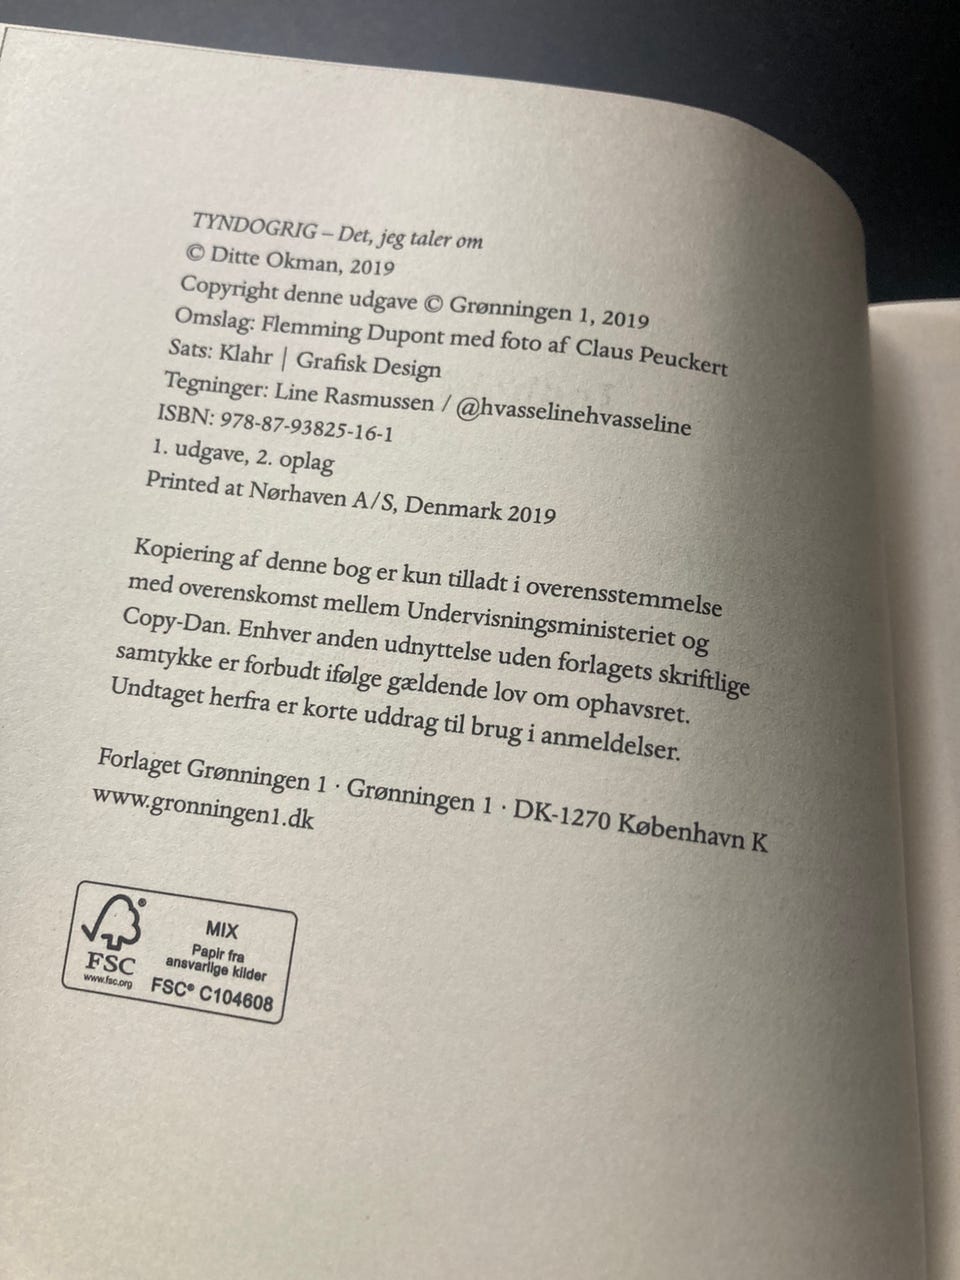 TYNDOGRIG – Det, jeg taler om
© Ditte Okman, 2019
Copyright denne udgave © Grønningen 1, 2019
Omslag: Flemming Dupont med foto af Claus Peuckert
Sats: Klahr | Grafisk Design
Tegninger: Line Rasmussen / @hvasselinehvasseline
ISBN: 978-87-93825-16-1
1. udgave, 2. oplag
Printed at Nørhaven A/S, Denmark 2019
Kopiering af denne bog er kun tilladt i overensstemmelse
med overenskomst mellem Undervisningsministeriet og
Copy-Dan. Enhver anden udnyttelse uden forlagets skriftlige
samtykke er forbudt ifølge gældende lov om ophavsret.
Undtaget herfra er korte uddrag til brug i anmeldelser.
Forlaget Grønningen 1 · Grønningen 1 · DK-1270 København K
www.gronningen1.dk
FSC
www.fsc.org
MIX
Papir fra
ansvarlige kilder
FSC® C104608